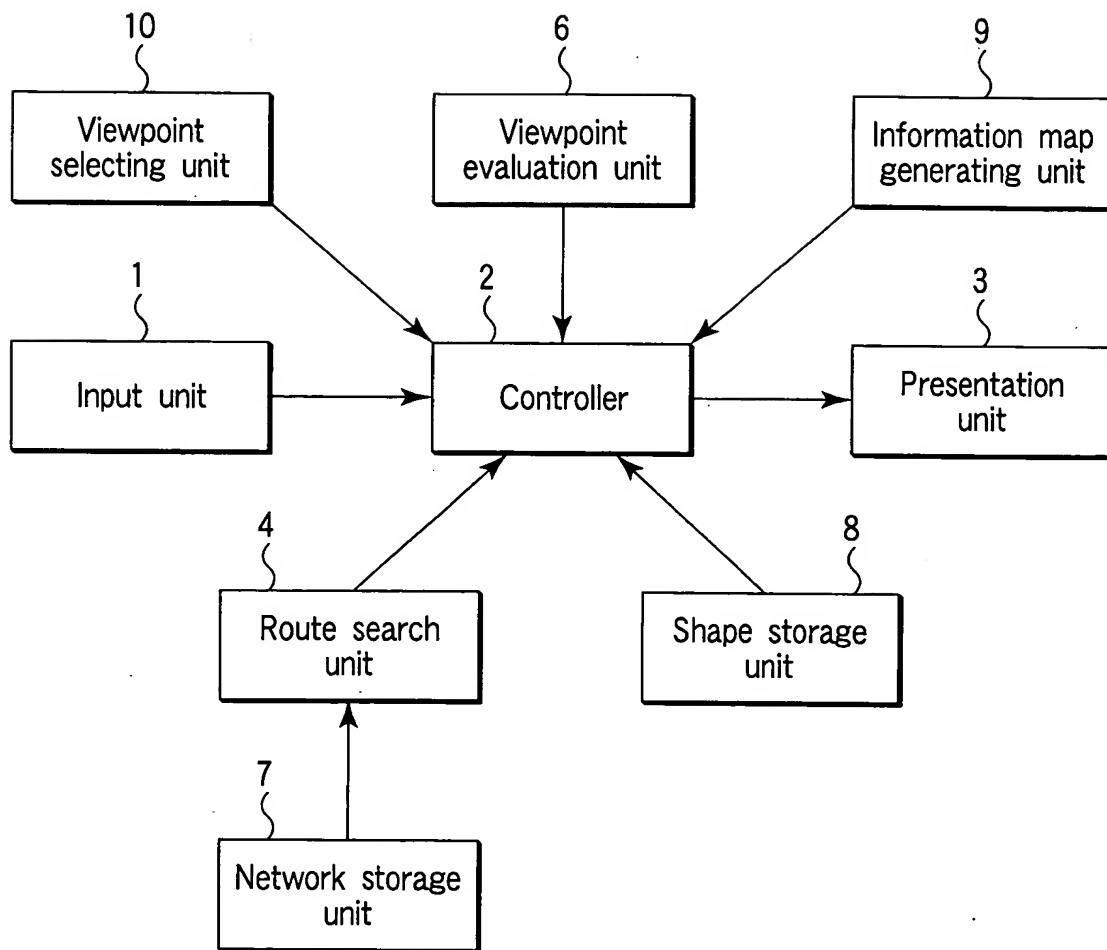 10
6
9
Viewpoint
selecting unit
Viewpoint
evaluation unit
Information map
generating unit
1
2
3
Input unit
Controller
Presentation
unit
4
8
Route search
unit
Shape storage
unit
7
Network storage
unit